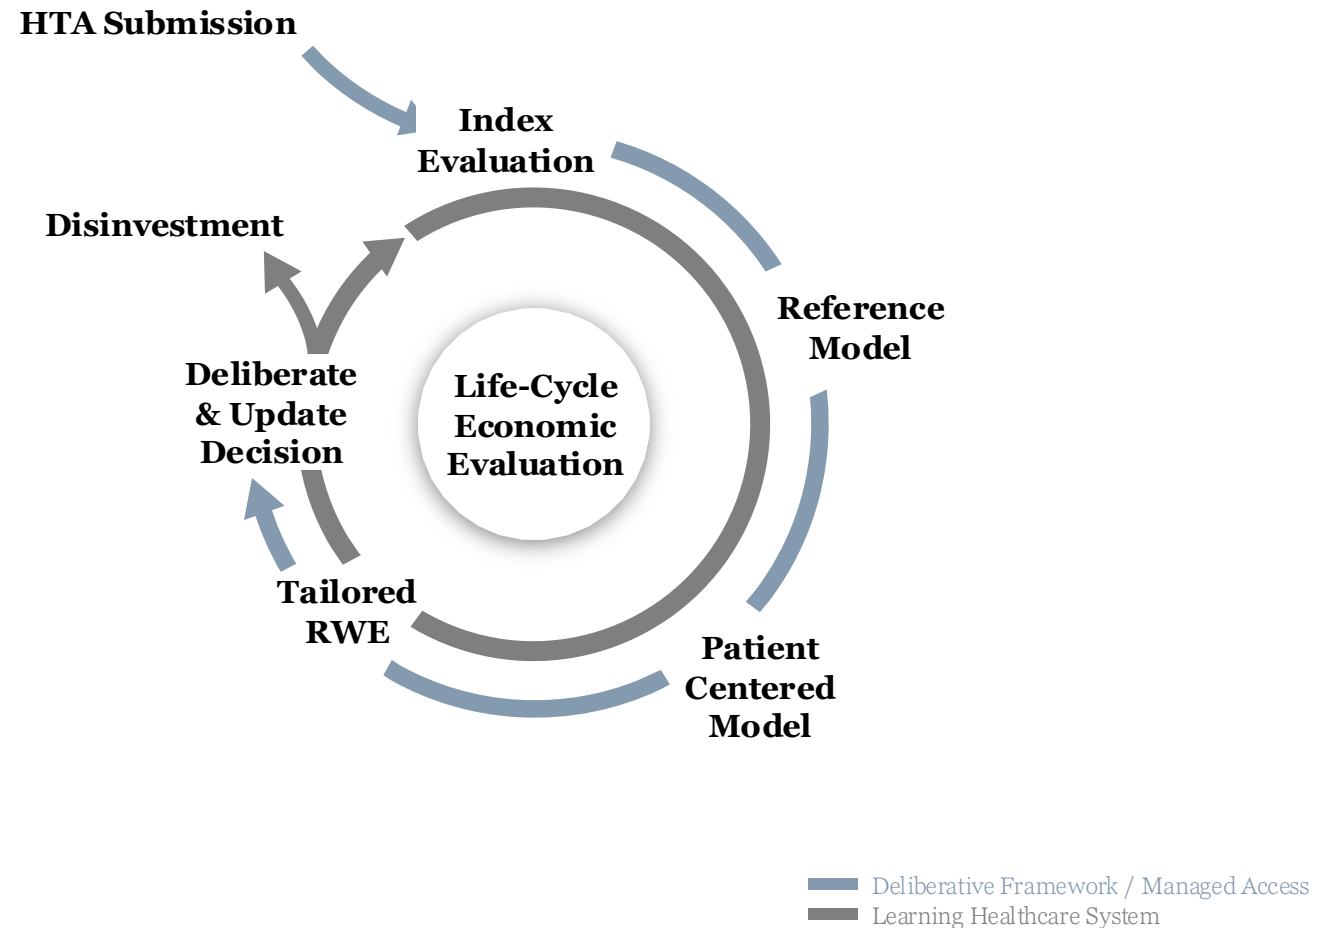 HTA Submission
Index
Evaluation
Disinvestment
Reference
Model
Deliberate
& Update
Decision
Life-Cycle
Economic
Evaluation
Tailored
RWE
Patient
Centered
Model
Deliberative Framework / Managed Access
Learning Healthcare System